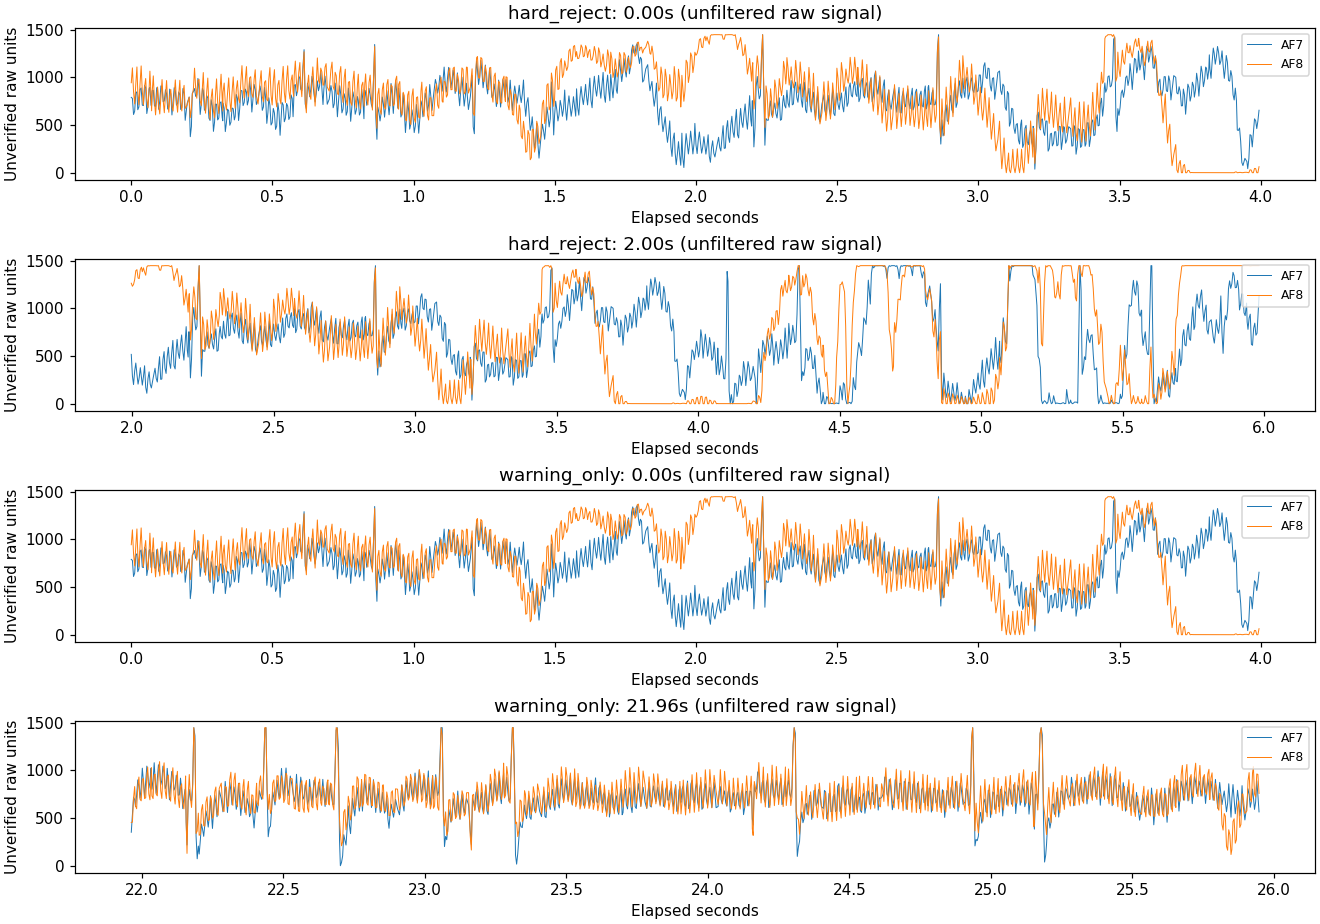 hard_reject: 0.00s (unfiltered raw signal)
Unverified raw units
1500
1000
500
0
AF7
AF8
0.0 0.5 1.0 1.5 2.0 2.5 3.0 3.5 4.0
Elapsed seconds
hard_reject: 2.00s (unfiltered raw signal)
Unverified raw units
1500
1000
500
0
AF7
AF8
2.0 2.5 3.0 3.5 4.0 4.5 5.0 5.5 6.0
Elapsed seconds
warning_only: 0.00s (unfiltered raw signal)
Unverified raw units
1500
1000
500
0
AF7
AF8
0.0 0.5 1.0 1.5 2.0 2.5 3.0 3.5 4.0
Elapsed seconds
warning_only: 21.96s (unfiltered raw signal)
Unverified raw units
1500
1000
500
0
AF7
AF8
22.0 22.5 23.0 23.5 24.0 24.5 25.0 25.5 26.0
Elapsed seconds